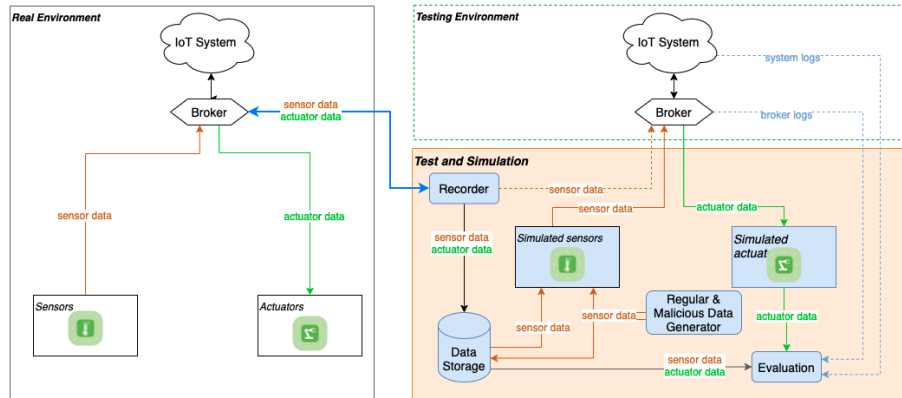 Real Environment
IoT System
Broker
sensor data
actuator data
sensor data
actuator data
Sensors
Actuators
Testing Environment
IoT System
system logs
Broker
broker logs
Test and Simulation
Recorder
sensor data
sensor data
actuator data
sensor data
actuator data
Simulated sensors
Simulated
actuat
Regular &
Malicious Data
Generator
sensor data
sensor data
actuator data
Data
Storage
sensor data
actuator data
Evaluation